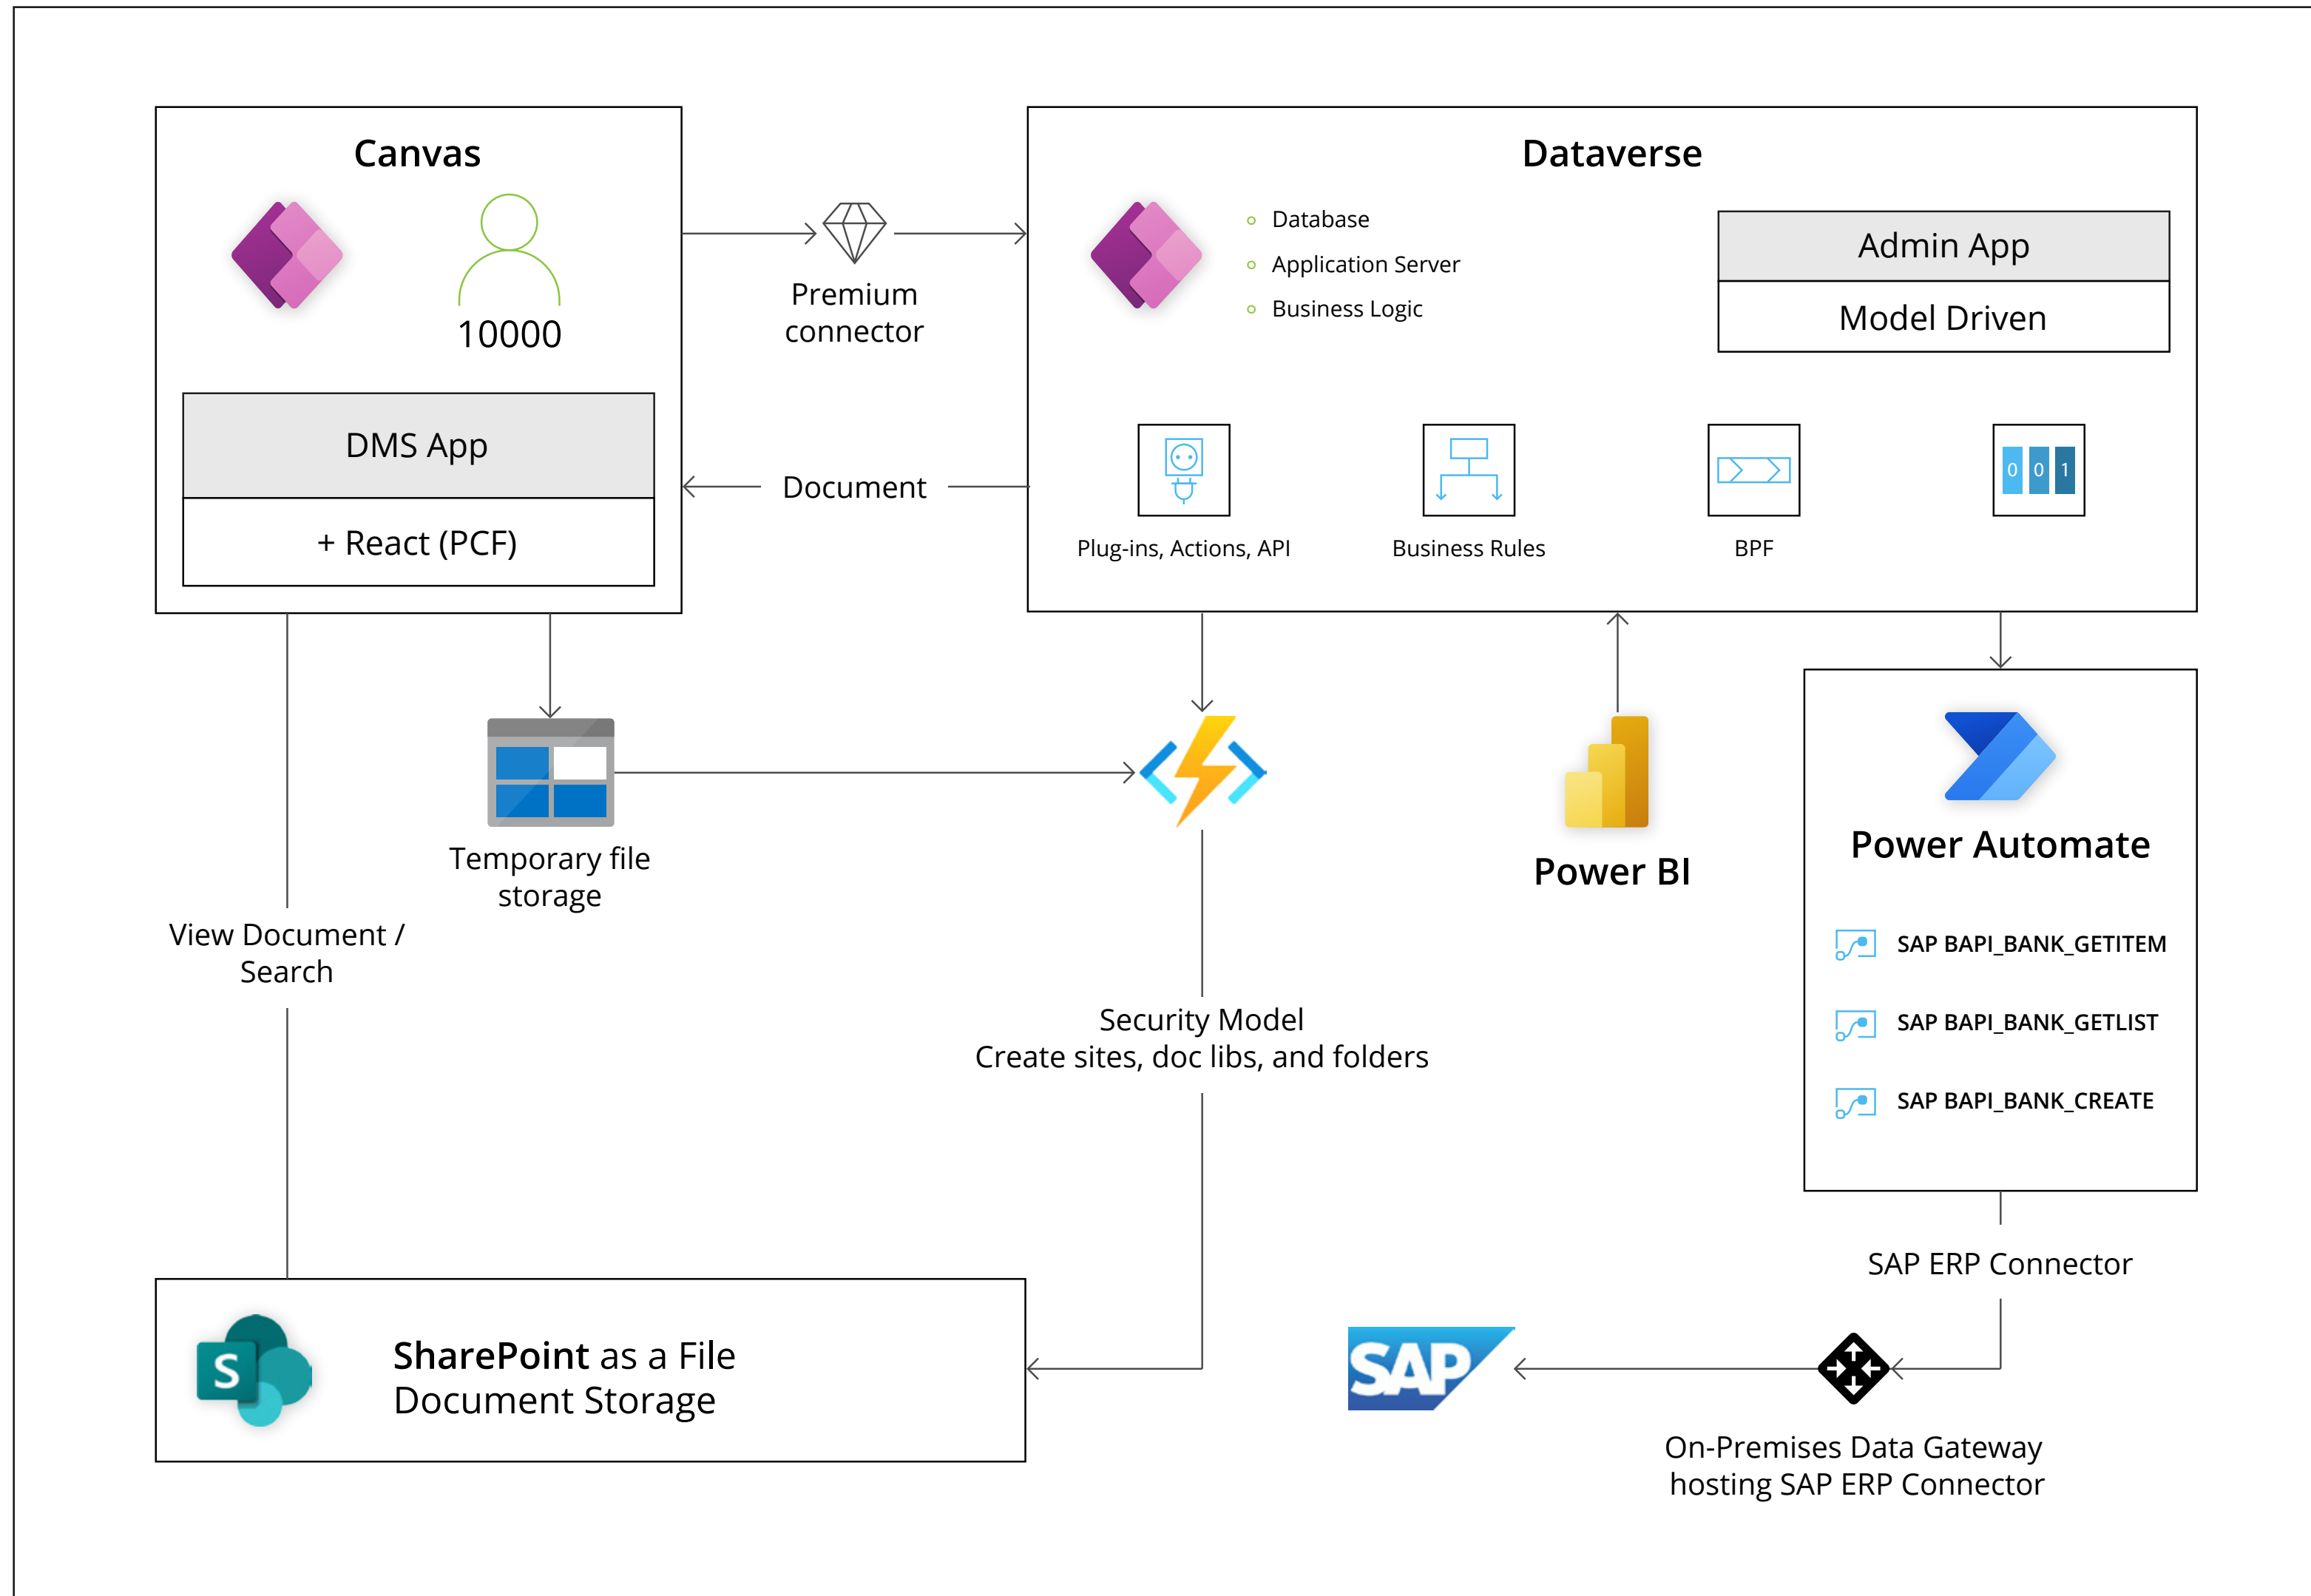 Canvas
10000
DMS App
+ React (PCF)
Premium
connector
Document
Dataverse
Database
Application Server
Business Logic
Admin App
Model Driven
0 0 1
Plug-ins, Actions, API
Business Rules
BPF
Temporary file
storage
View Document /
Search
Security Model
Create sites, doc libs, and folders
Power BI
Power Automate
SAP BAPI_BANK_GETITEM
SAP BAPI_BANK_GETLIST
SAP BAPI_BANK_CREATE
SAP ERP Connector
S
SharePoint as a File
Document Storage
SAP
On-Premises Data Gateway
hosting SAP ERP Connector